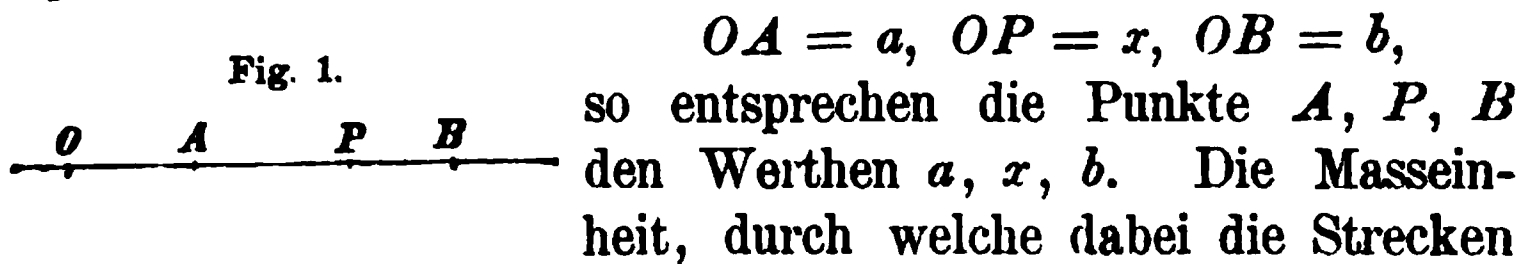 OA = a, OP = x, OB = b,
Fig. 1.
O A P B
so entsprechen die Punkte A, P, B
den Werthen a, x, b. Die Massein-
heit, durch welche dabei die Strecken